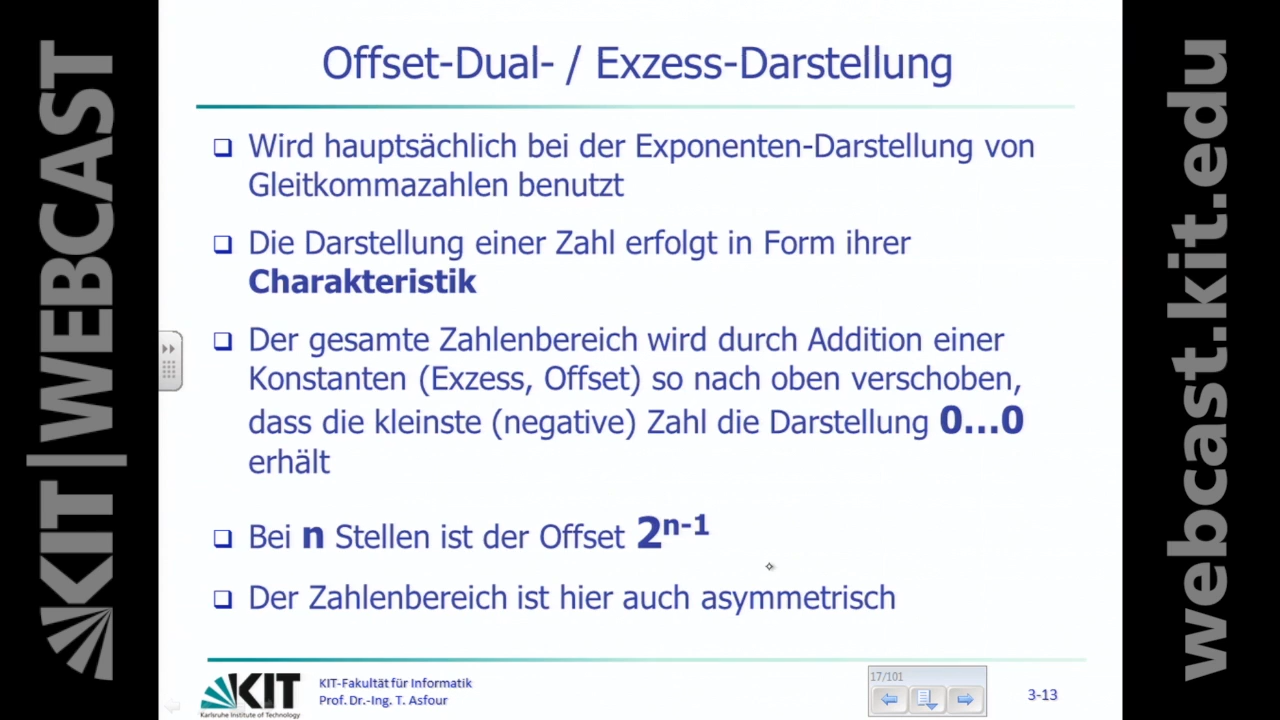 KIT | WEBCAST
Offset-Dual- / Exzess-Darstellung
❑ Wird hauptsächlich bei der Exponenten-Darstellung von
Gleitkommazahlen benutzt
❑ Die Darstellung einer Zahl erfolgt in Form ihrer
Charakteristik
❑ Der gesamte Zahlenbereich wird durch Addition einer
Konstanten (Exzess, Offset) so nach oben verschoben,
dass die kleinste (negative) Zahl die Darstellung 0...0
erhält
❑ Bei n Stellen ist der Offset 2ⁿ⁻¹
❑ Der Zahlenbereich ist hier auch asymmetrisch
KIT
Karlsruhe Institute of Technology
KIT-Fakultät für Informatik
Prof. Dr.-Ing. T. Asfour
17/101
3-13
webcast.kit.edu